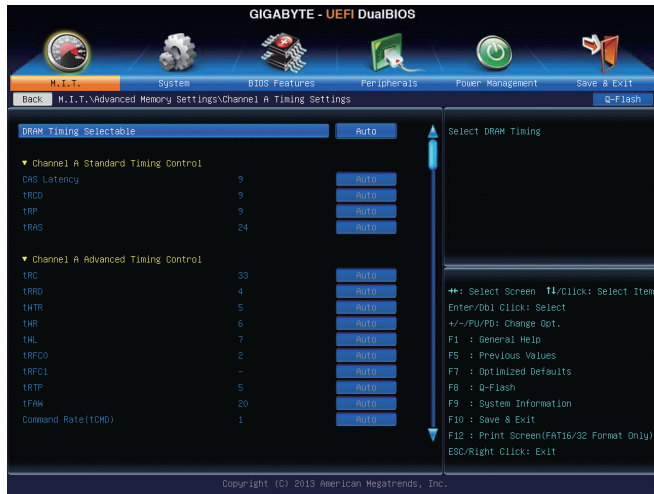 GIGABYTE - UEFI DualBIOS
M.I.T. System BIOS Features Peripherals Power Management Save & Exit
Back M.I.T.\Advanced Memory Settings\Channel A Timing Settings Q-Flash
DRAM Timing Selectable Auto
▼ Channel A Standard Timing Control
CAS Latency 9 Auto
tRCD 9 Auto
tRP 9 Auto
tRAS 24 Auto
▼ Channel A Advanced Timing Control
tRC 33 Auto
tRRD 4 Auto
tWTR 5 Auto
tWR 6 Auto
tWL 7 Auto
tRFC0 2 Auto
tRFC1 - Auto
tRTP 5 Auto
tFAW 20 Auto
Command Rate(tCMD) 1 Auto
Select DRAM Timing
→←: Select Screen ↑↓/Click: Select Item
Enter/Dbl Click: Select
+/-/PU/PD: Change Opt.
F1 : General Help
F5 : Previous Values
F7 : Optimized Defaults
F8 : Q-Flash
F9 : System Information
F10 : Save & Exit
F12 : Print Screen(FAT16/32 Format Only)
ESC/Right Click: Exit
Copyright (C) 2013 American Megatrends, Inc.